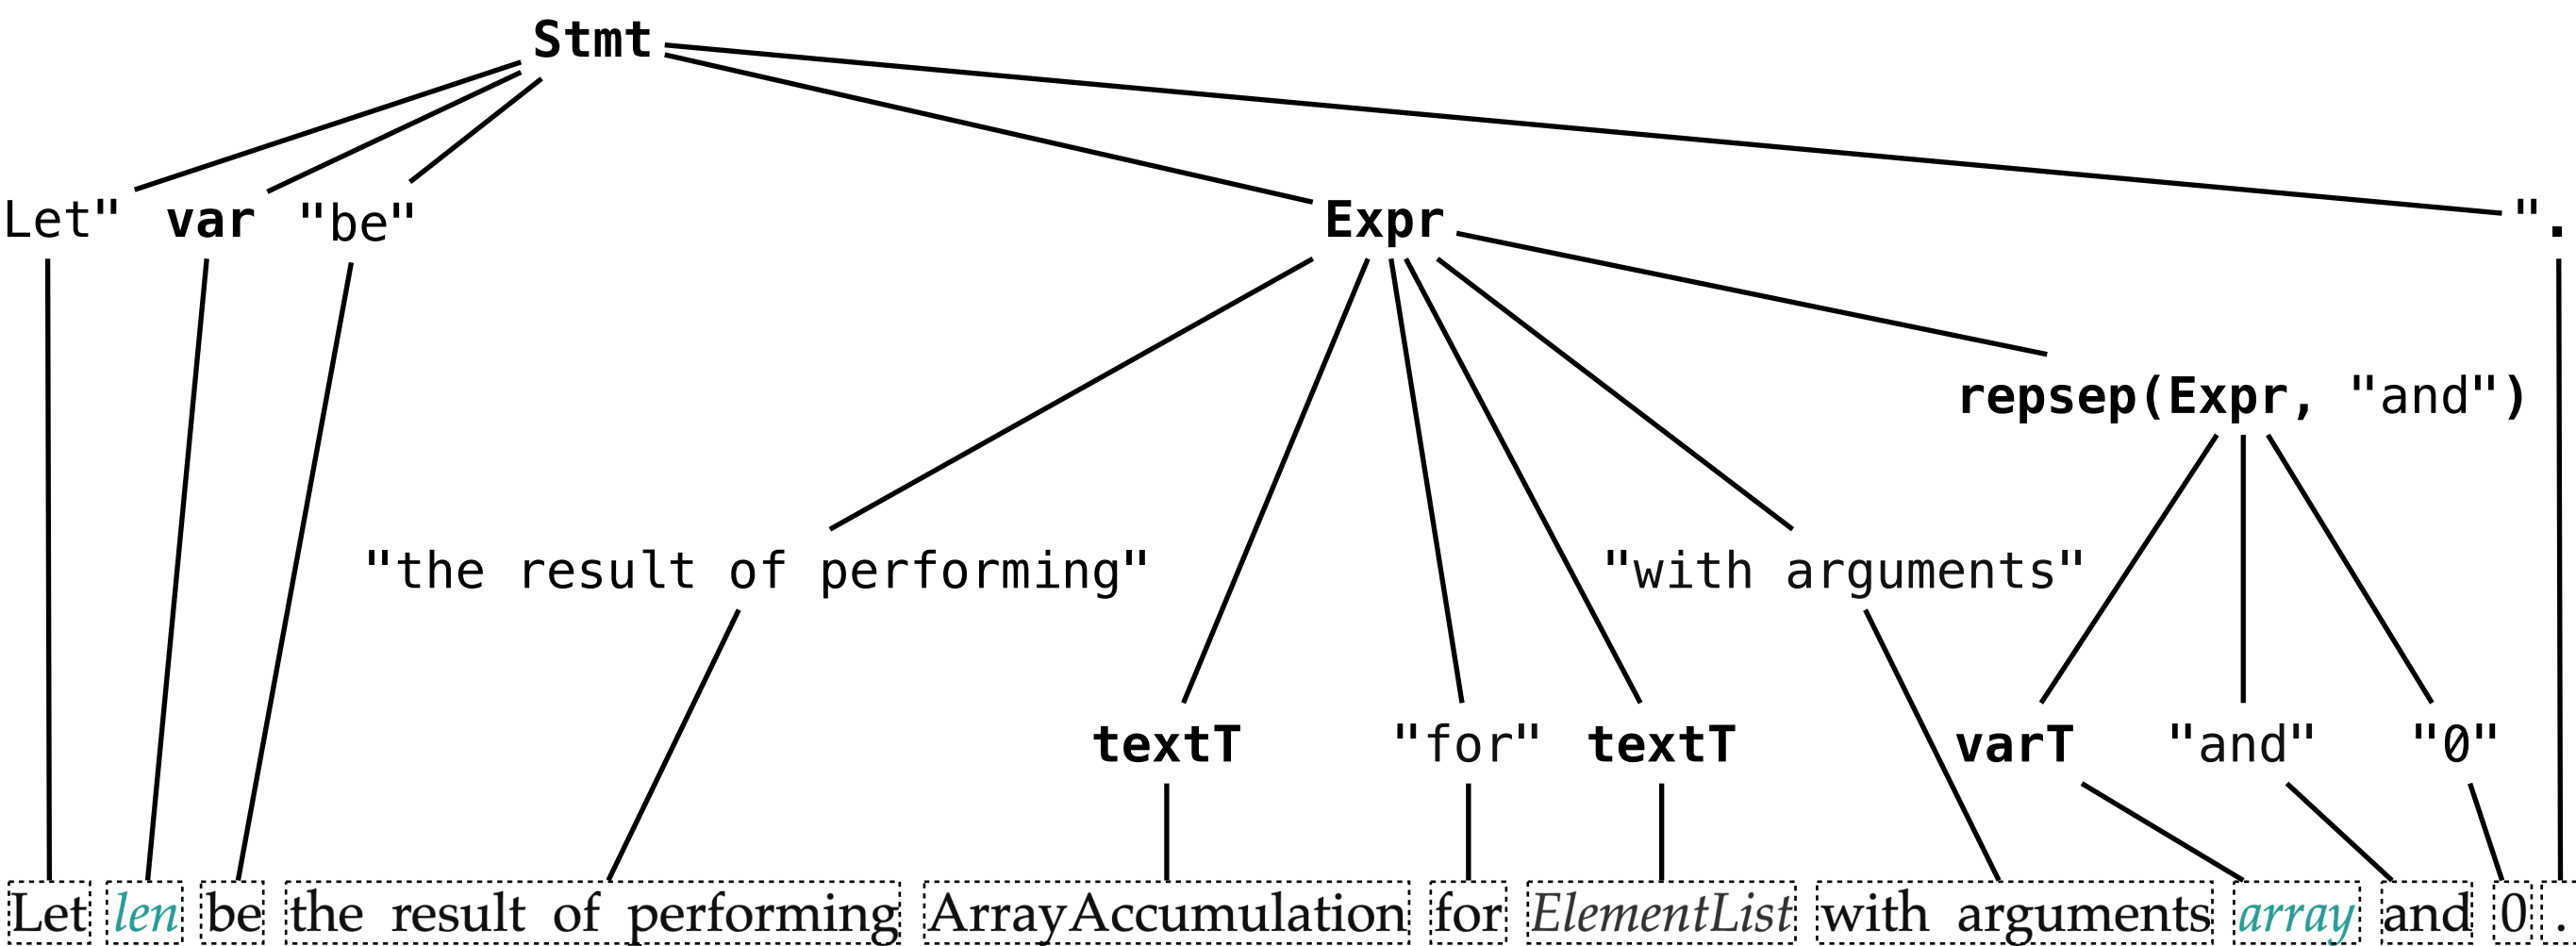 Stmt
Let" var "be" Expr ".
repsep(Expr, "and")
"the result of performing" "with arguments"
textT "for" textT varT "and" "0"
Let len be the result of performing ArrayAccumulation for ElementList with arguments array and 0 .